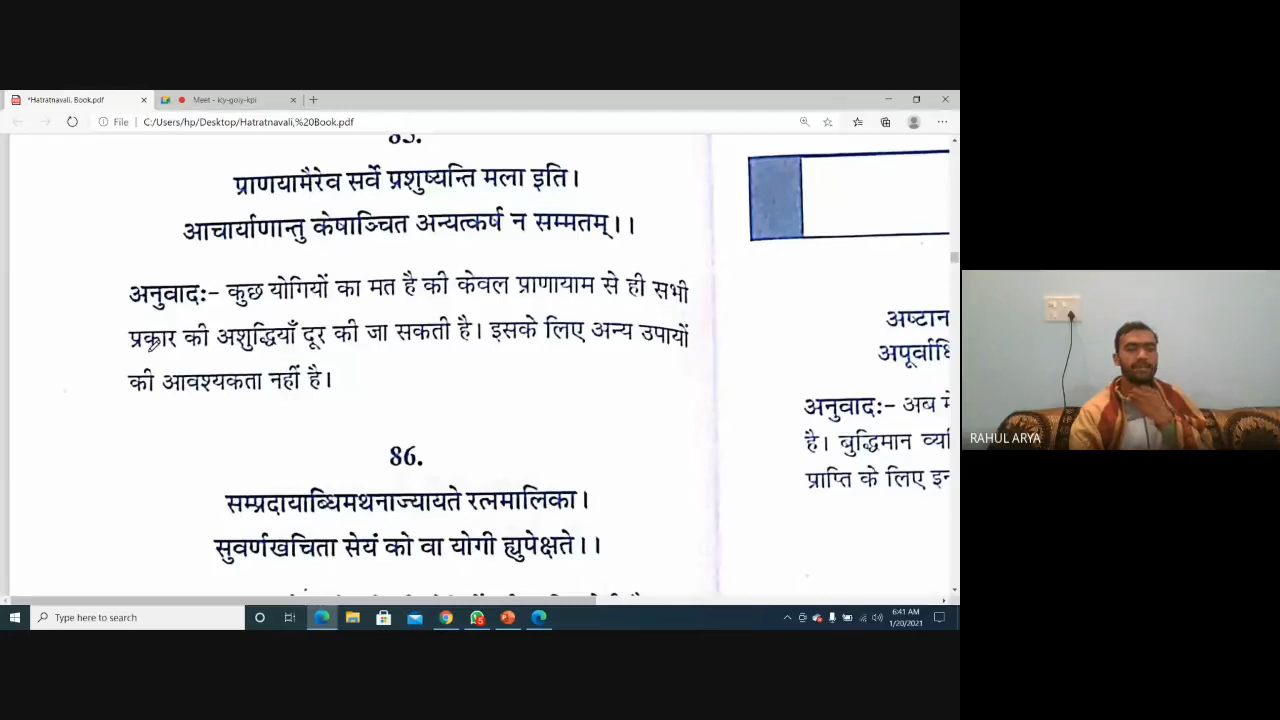 *Hatratnavali. Book.pdf
Meet - icy-goiy-kpi
File
C:/Users/hp/Desktop/Hatratnavali,%20Book.pdf
85.
प्राणयामैरेव सर्वे प्रशुष्यन्ति मला इति।
आचार्याणान्तु केषाञ्चित अन्यत्कर्ष न सम्मतम्।।
अनुवादः- कुछ योगियों का मत है की केवल प्राणायाम से ही सभी
प्रकार की अशुद्धियाँ दूर की जा सकती है। इसके लिए अन्य उपायों
की आवश्यकता नहीं है।
86.
सम्प्रदायाब्धिमथनाज्यायते रत्नमालिका।
सुवर्णखचिता सेयं को वा योगी ह्युपेक्षते।।
अष्टान
अपूर्वाधि
अनुवादः- अब मे
है। बुद्धिमान व्यि
प्राप्ति के लिए इन
RAHUL ARYA
Type here to search
6:41 AM
1/20/2021